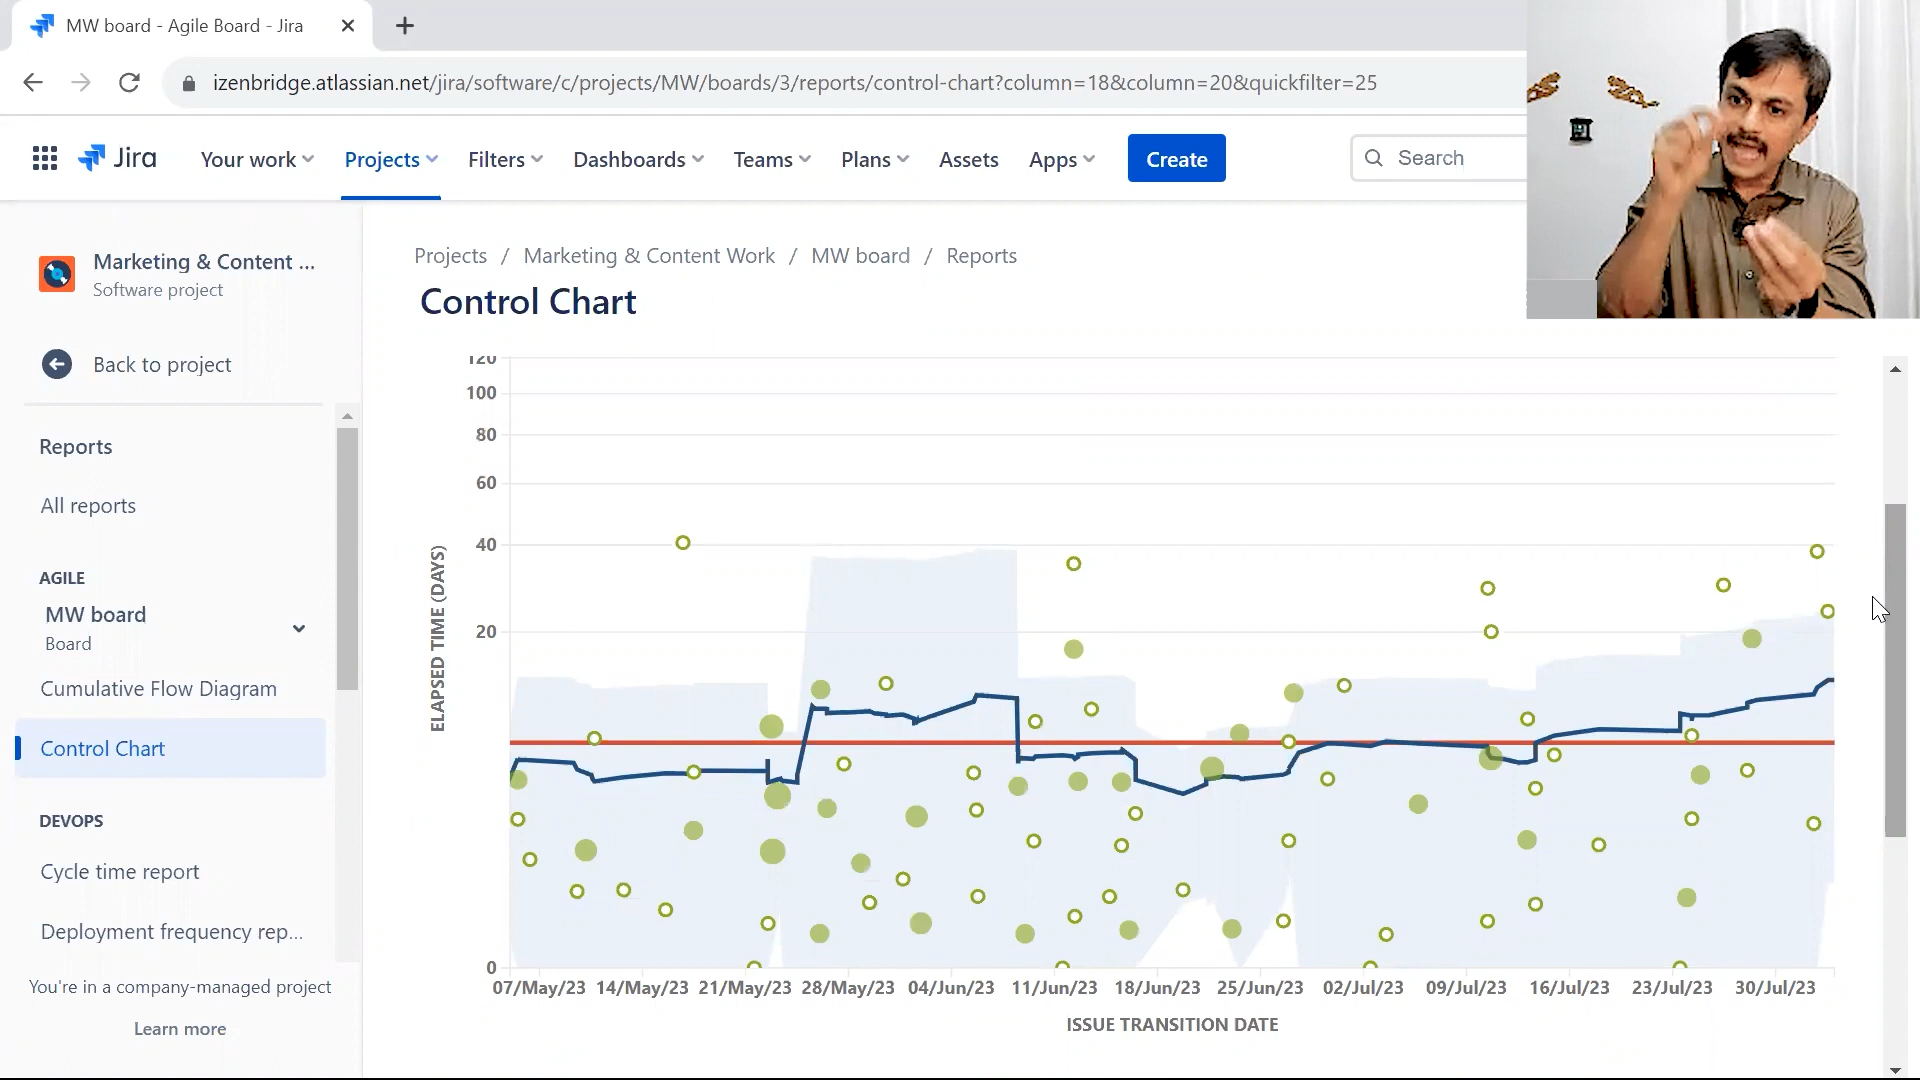 MW board - Agile Board - Jira
izenbridge.atlassian.net/jira/software/c/projects/MW/boards/3/reports/control-chart?column=18&column=20&quickfilter=25
Jira
Your work
Projects
Filters
Dashboards
Teams
Plans
Assets
Apps
Create
Search
Marketing & Content ...
Software project
Back to project
Reports
All reports
AGILE
MW board
Board
Cumulative Flow Diagram
Control Chart
DEVOPS
Cycle time report
Deployment frequency rep...
You're in a company-managed project
Learn more
Projects / Marketing & Content Work / MW board / Reports
Control Chart
120
100
80
60
40
20
0
ELAPSED TIME (DAYS)
07/May/23 14/May/23 21/May/23 28/May/23 04/Jun/23 11/Jun/23 18/Jun/23 25/Jun/23 02/Jul/23 09/Jul/23 16/Jul/23 23/Jul/23 30/Jul/23
ISSUE TRANSITION DATE